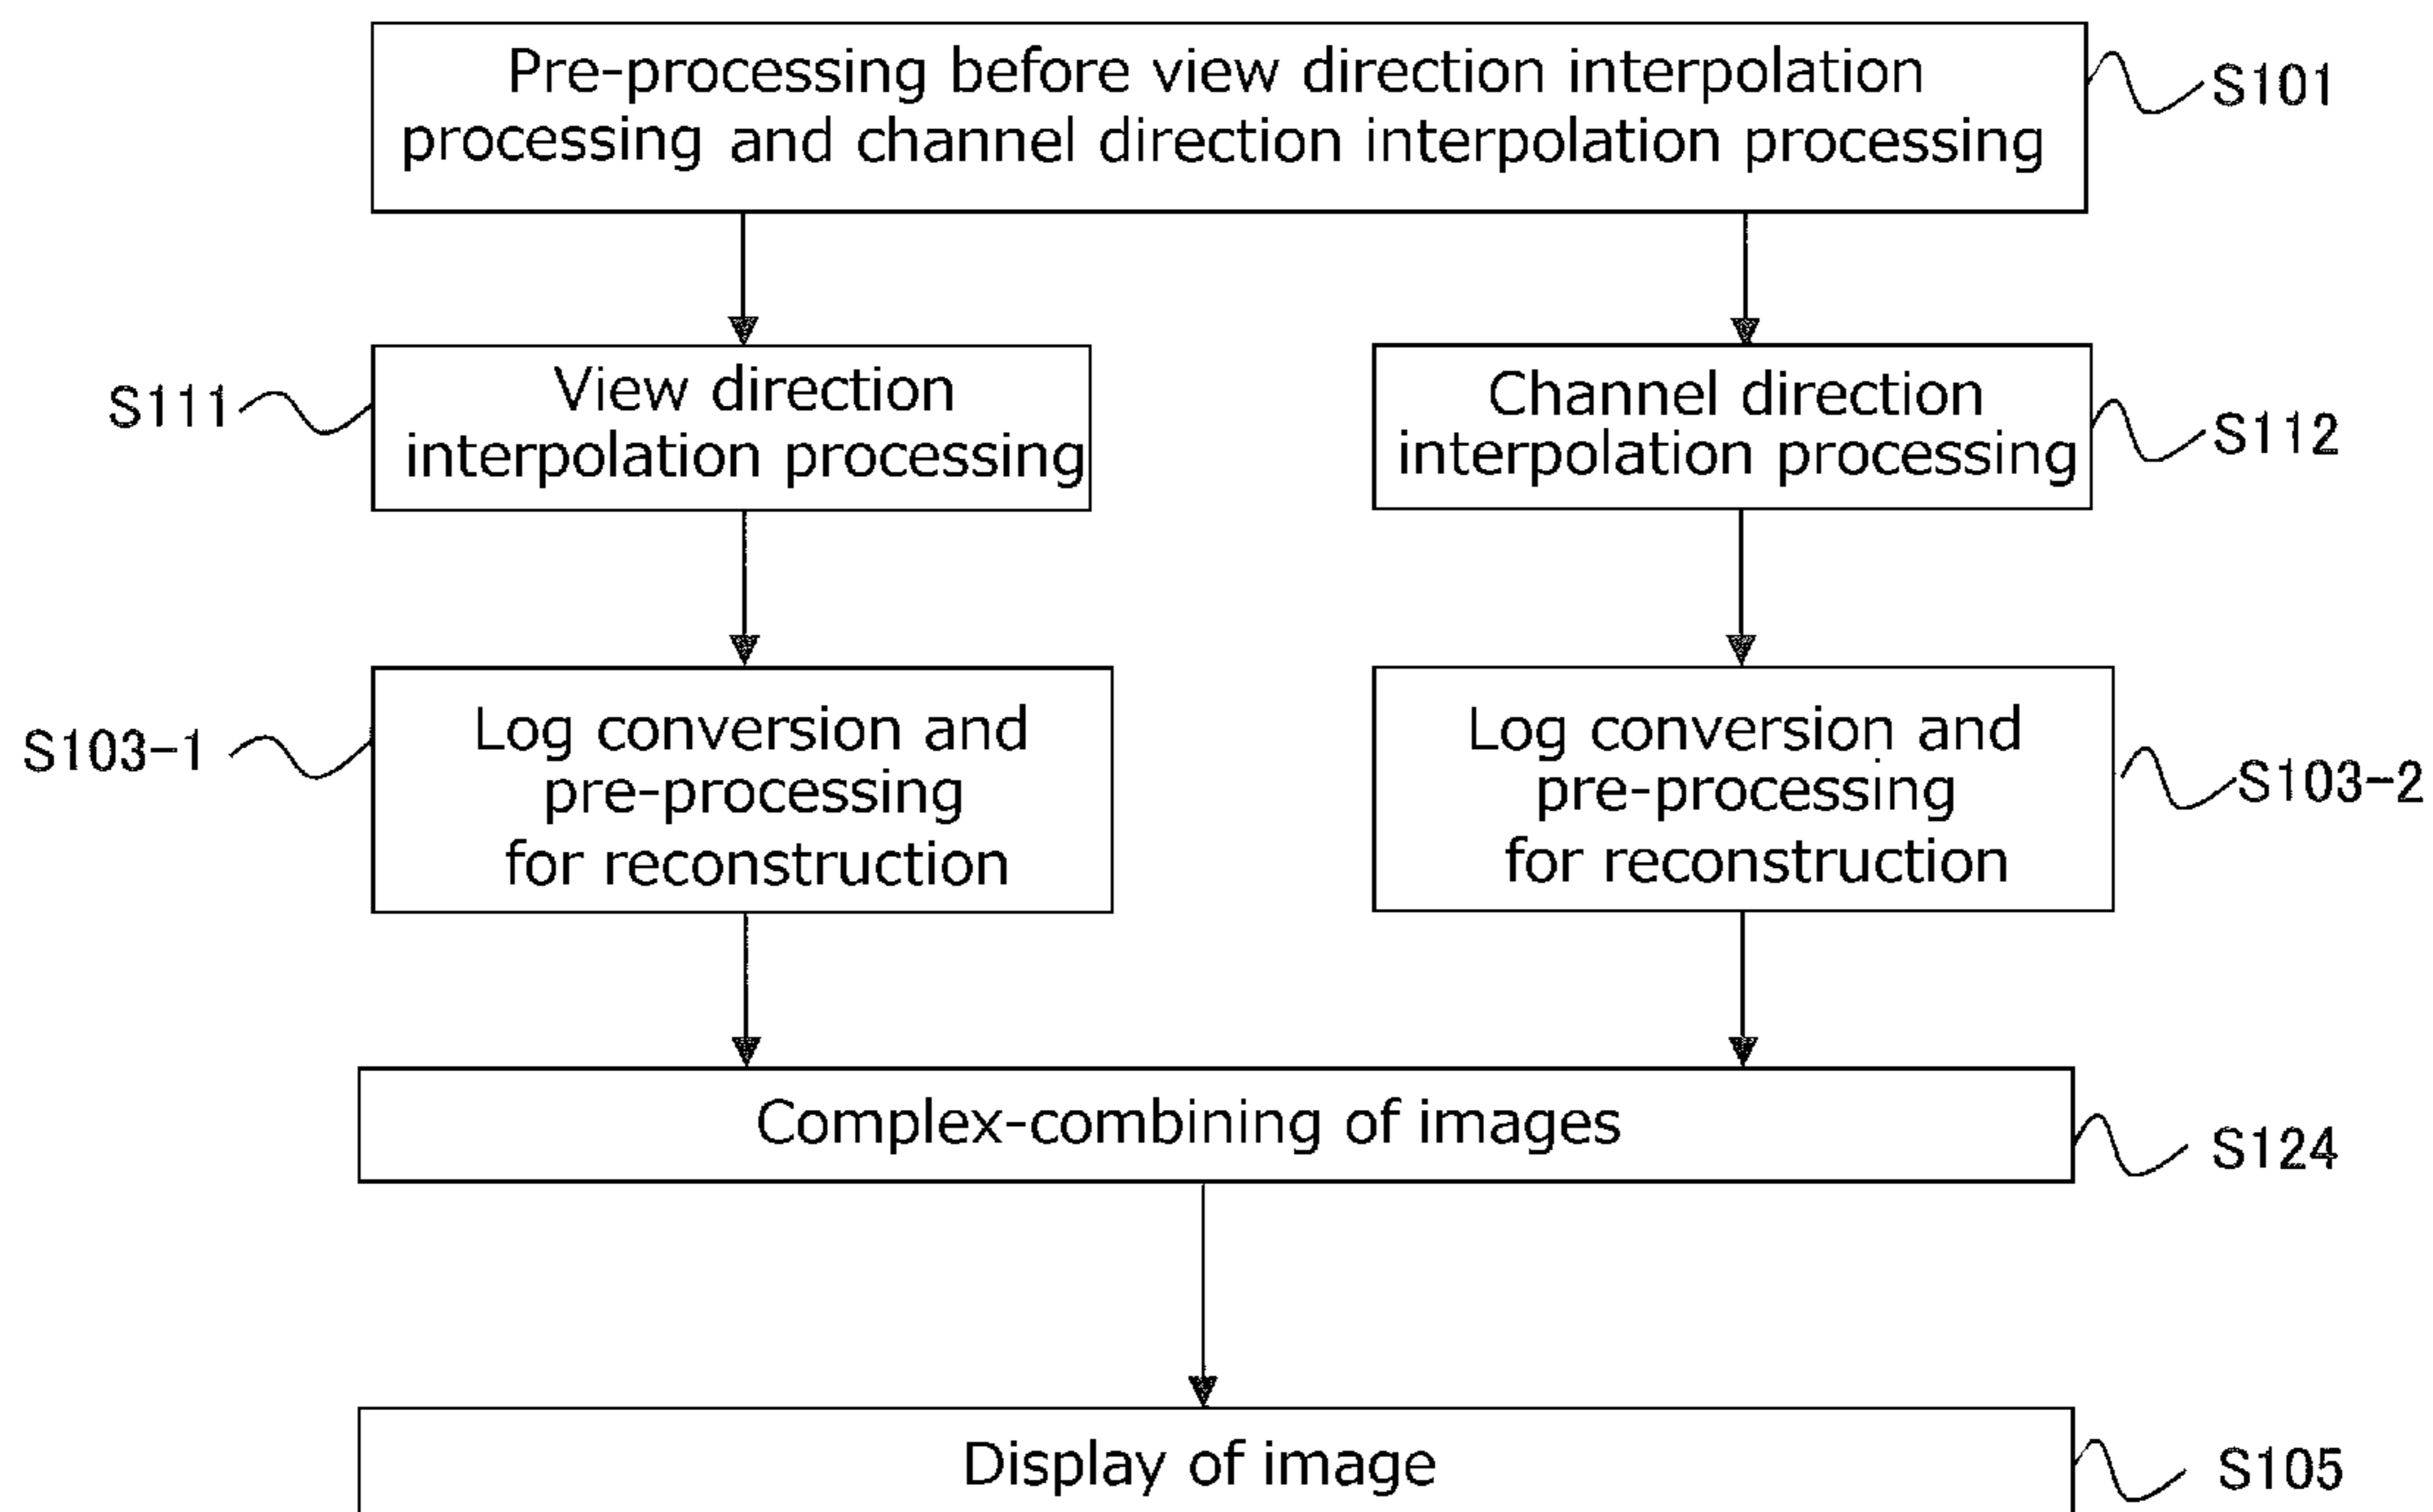 Pre-processing before view direction interpolation
processing and channel direction interpolation processing
S101
S111
View direction
interpolation processing
Channel direction
interpolation processing
S112
S103-1
Log conversion and
pre-processing
for reconstruction
Log conversion and
pre-processing
for reconstruction
S103-2
Complex-combining of images
S124
Display of image
S105